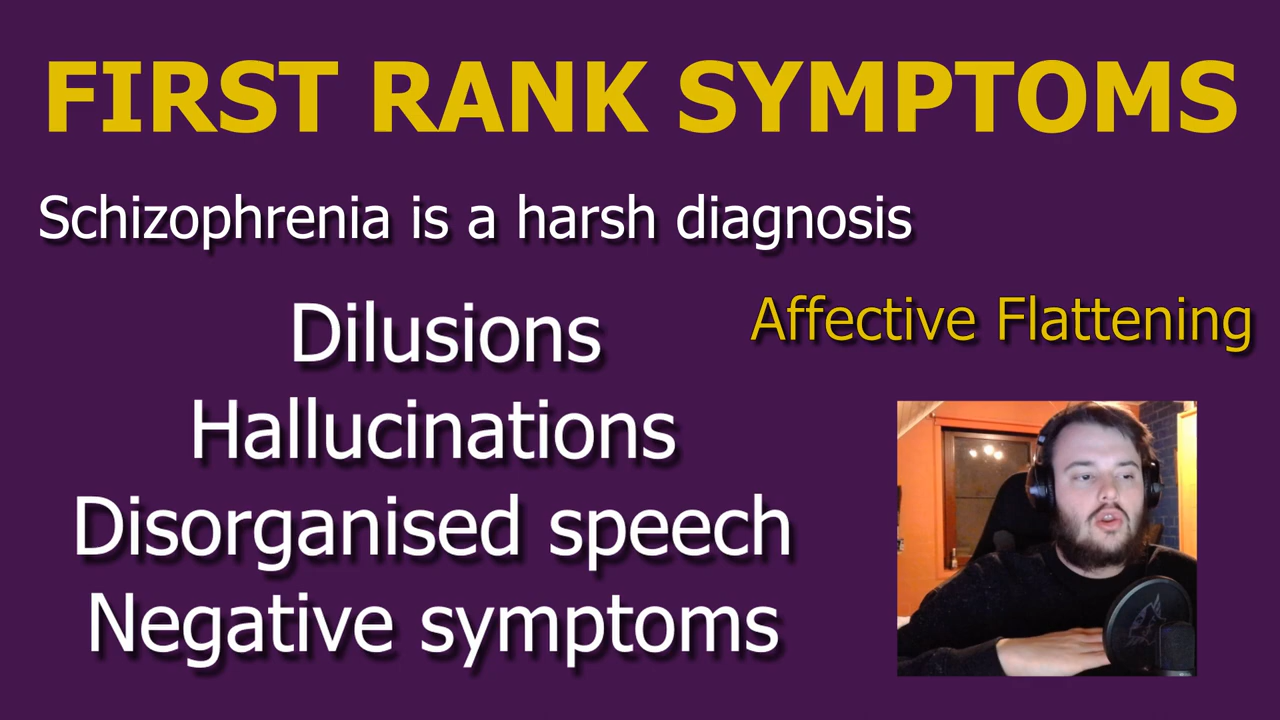 FIRST RANK SYMPTOMS
Schizophrenia is a harsh diagnosis
Affective Flattening
Dilusions
Hallucinations
Disorganised speech
Negative symptoms